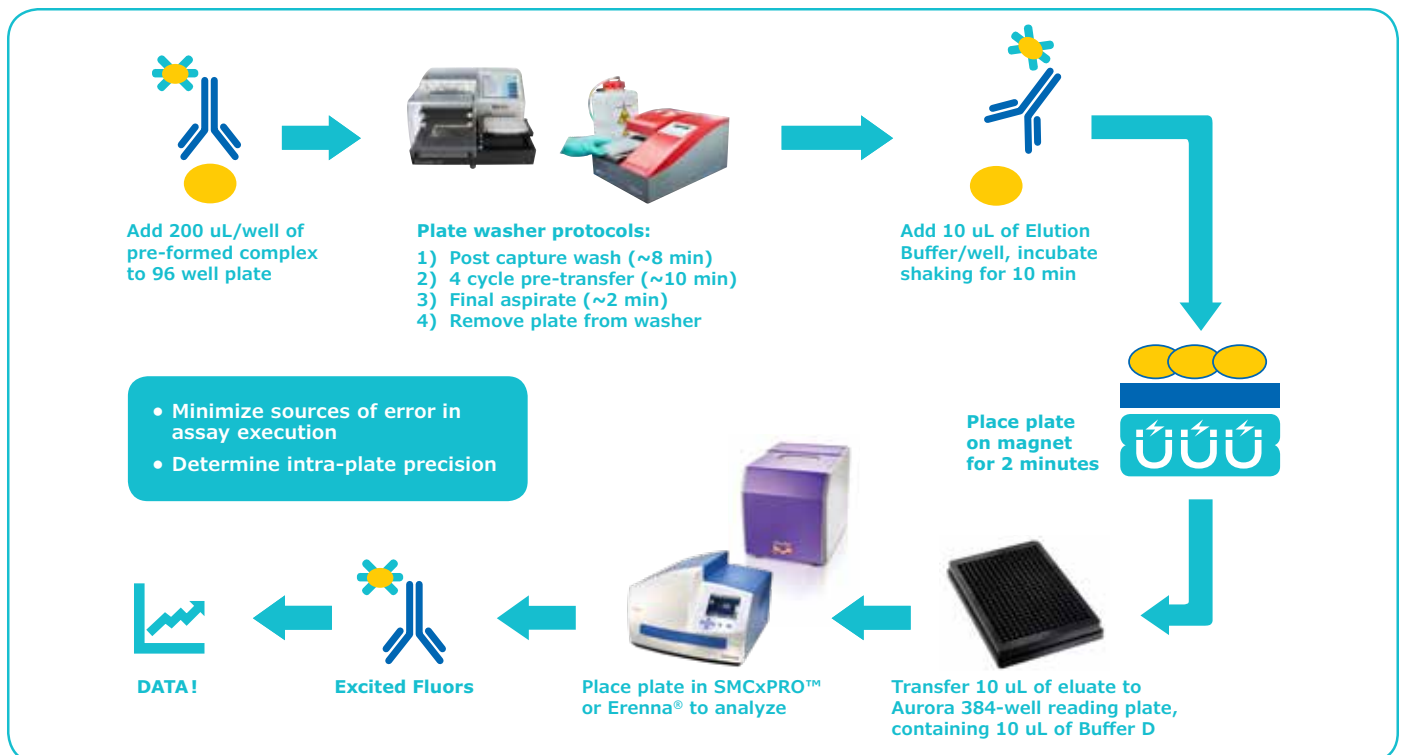 Add 200 uL/well of
pre-formed complex
to 96 well plate
Plate washer protocols:
1) Post capture wash (~8 min)
2) 4 cycle pre-transfer (~10 min)
3) Final aspirate (~2 min)
4) Remove plate from washer
Add 10 uL of Elution
Buffer/well, incubate
shaking for 10 min
• Minimize sources of error in
assay execution
• Determine intra-plate precision
Place plate
on magnet
for 2 minutes
DATA!
Excited Fluors
Place plate in SMCxPRO™
or Erenna® to analyze
Transfer 10 uL of eluate to
Aurora 384-well reading plate,
containing 10 uL of Buffer D